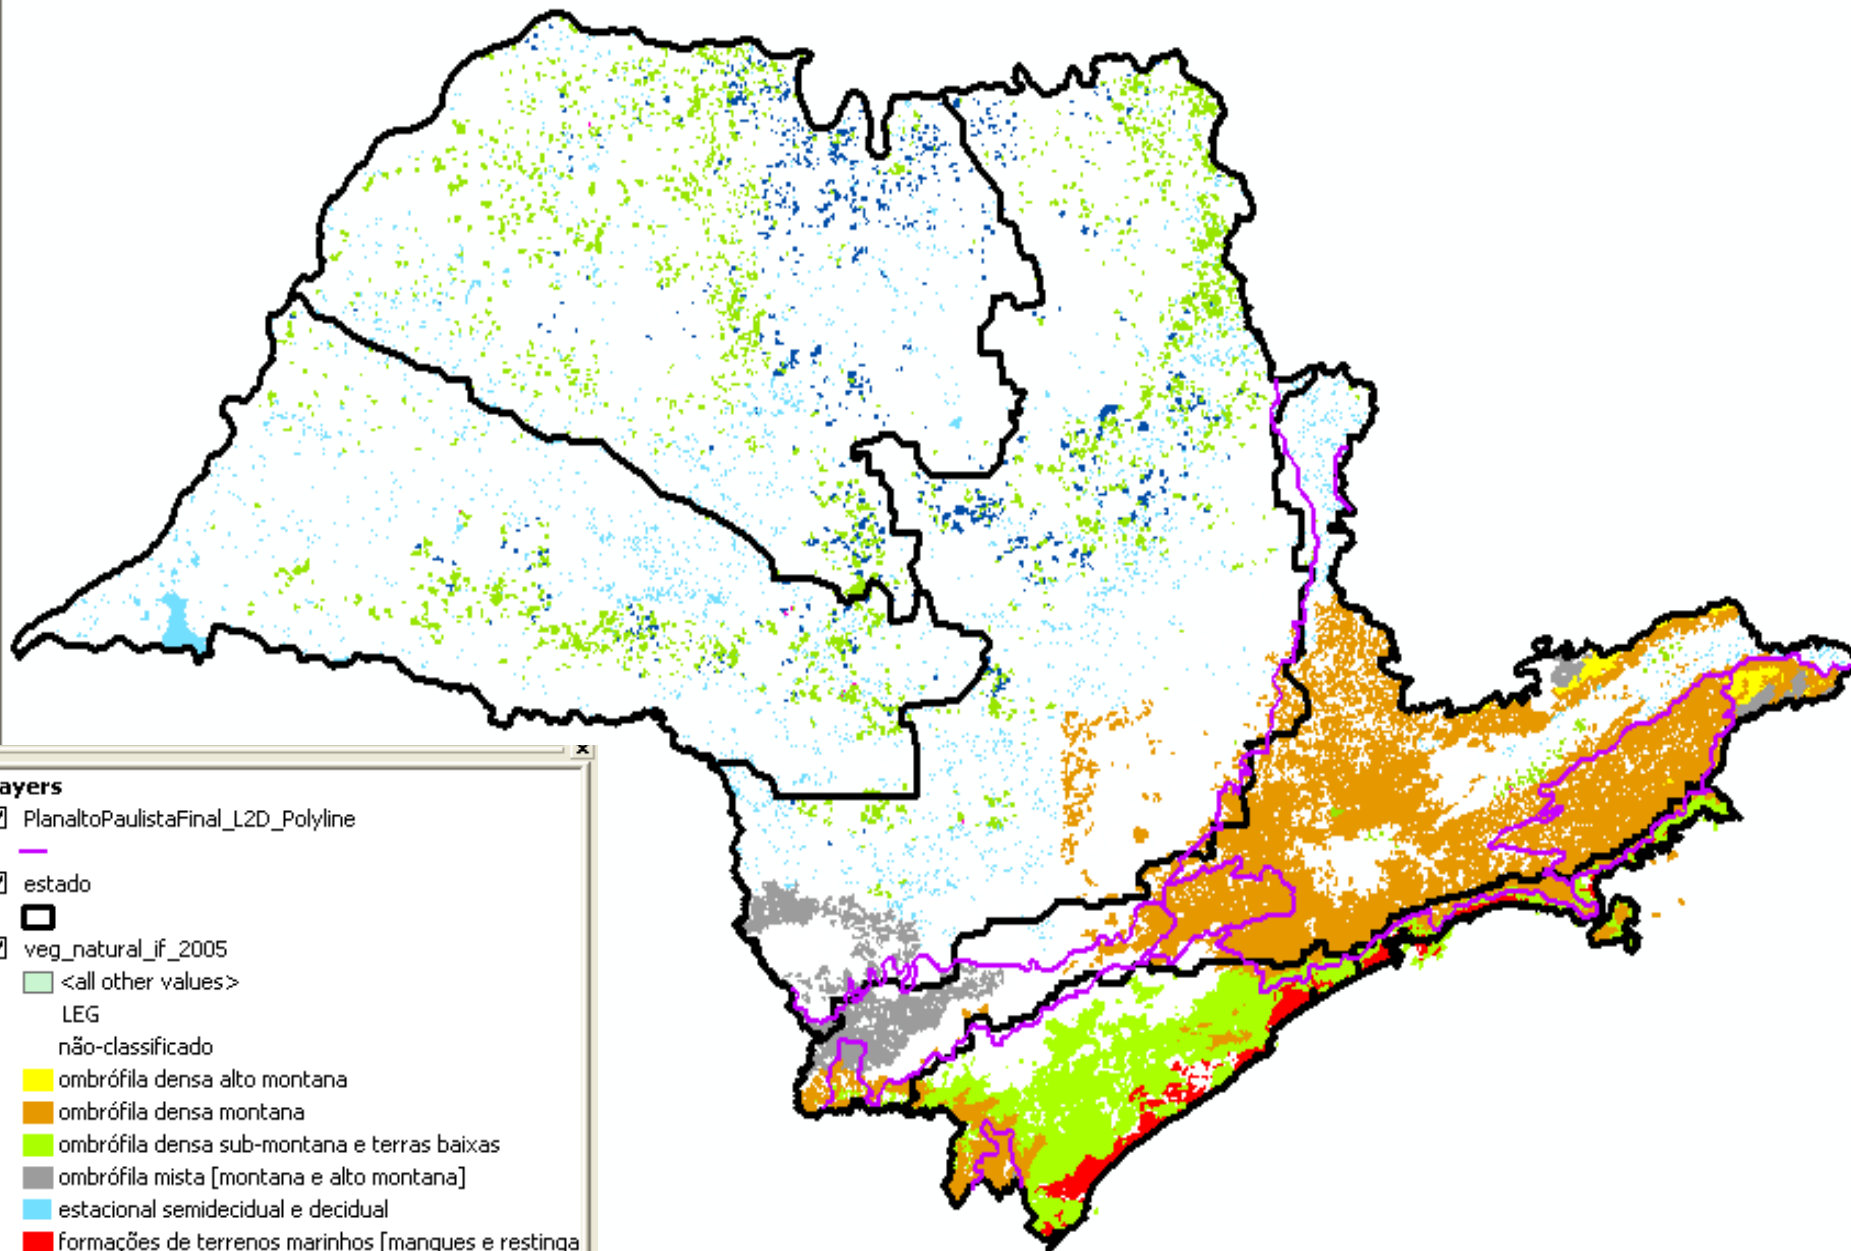 ayers
PlanaltoPaulistaFinal_L2D_Polyline
estado
veg_natural_if_2005
<all other values>
LEG
não-classificado
ombrófila densa alto montana
ombrófila densa montana
ombrófila densa sub-montana e terras baixas
ombrófila mista [montana e alto montana]
estacional semidecidual e decidual
formações de terrenos marinhos [mangues e restinga